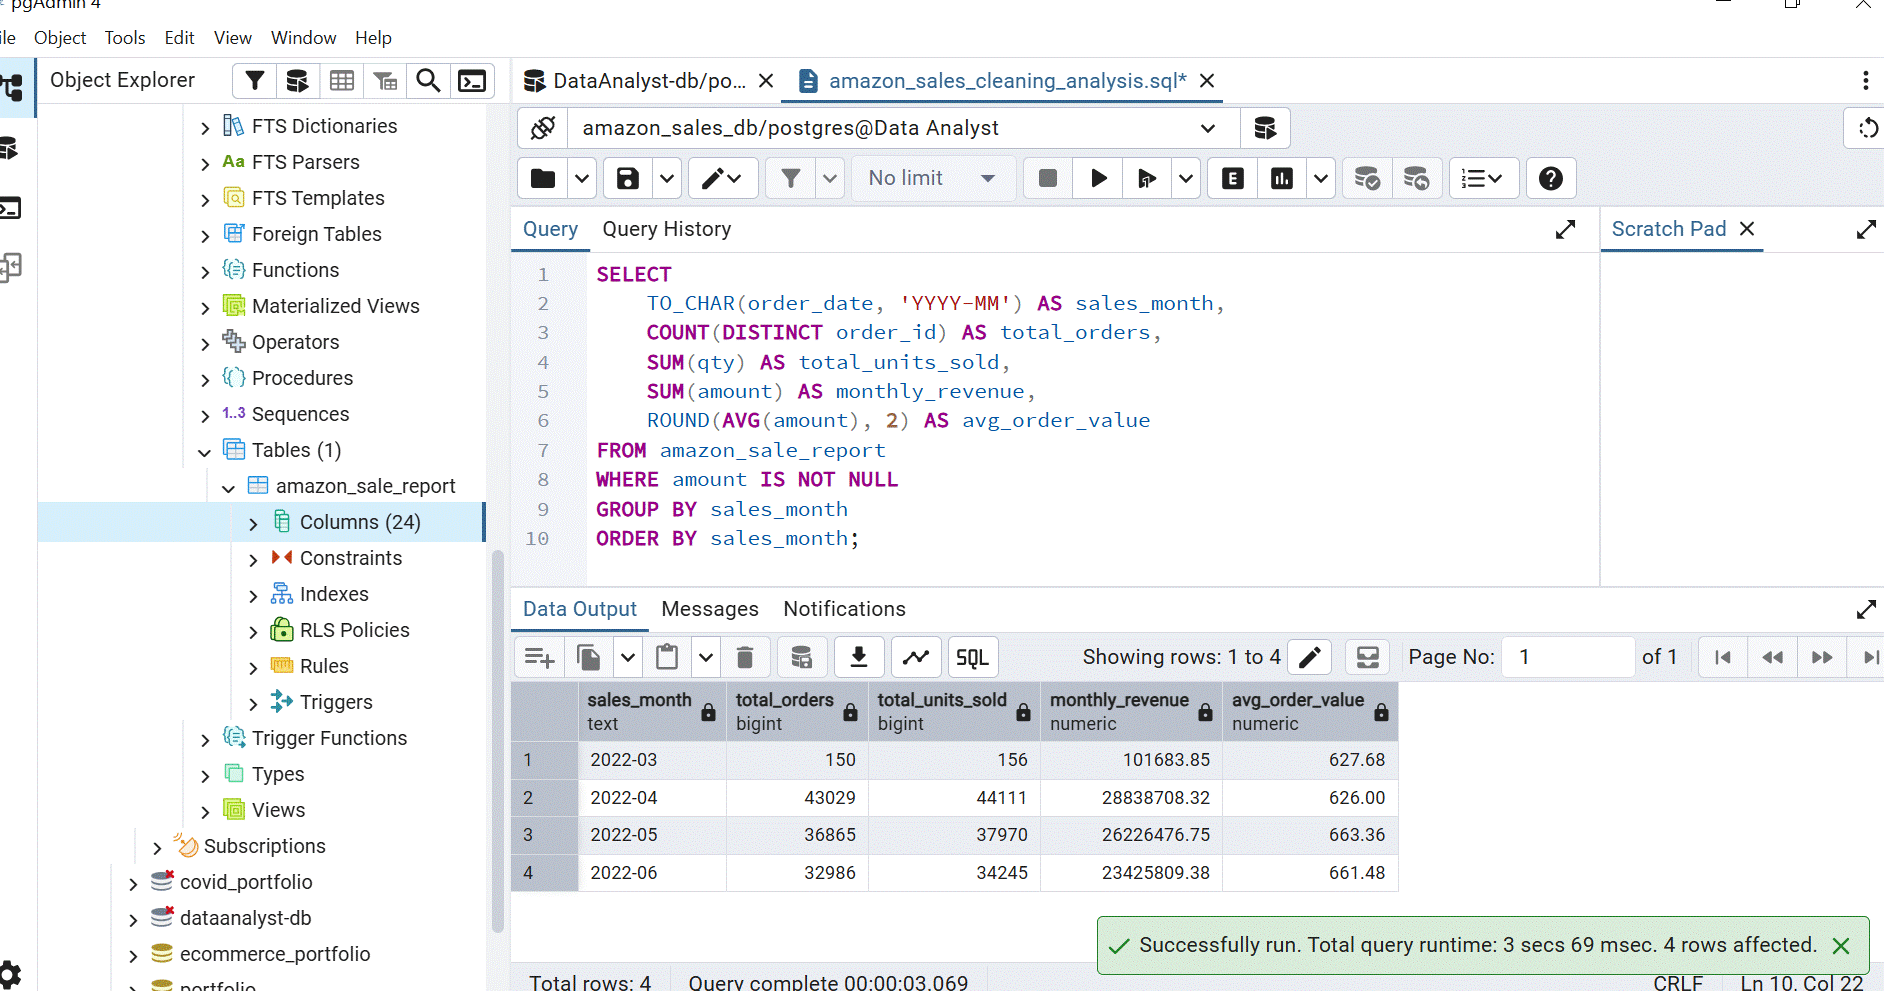 pgAdmin 4
ile Object Tools Edit View Window Help
Object Explorer
DataAnalyst-db/po... amazon_sales_cleaning_analysis.sql*
amazon_sales_db/postgres@Data Analyst
No limit
E
Query Query History
Scratch Pad
1 SELECT
2 TO_CHAR(order_date, 'YYYY-MM') AS sales_month,
3 COUNT(DISTINCT order_id) AS total_orders,
4 SUM(qty) AS total_units_sold,
5 SUM(amount) AS monthly_revenue,
6 ROUND(AVG(amount), 2) AS avg_order_value
7 FROM amazon_sale_report
8 WHERE amount IS NOT NULL
9 GROUP BY sales_month
10 ORDER BY sales_month;
FTS Dictionaries
Aa FTS Parsers
FTS Templates
Foreign Tables
Functions
Materialized Views
Operators
Procedures
1..3 Sequences
Tables (1)
amazon_sale_report
Columns (24)
Constraints
Indexes
RLS Policies
Rules
Triggers
Trigger Functions
Types
Views
Subscriptions
covid_portfolio
dataanalyst-db
ecommerce_portfolio
portfolio
Data Output Messages Notifications
SQL Showing rows: 1 to 4 Page No: 1 of 1
sales_month total_orders total_units_sold monthly_revenue avg_order_value
text bigint bigint numeric numeric
1 2022-03 150 156 101683.85 627.68
2 2022-04 43029 44111 28838708.32 626.00
3 2022-05 36865 37970 26226476.75 663.36
4 2022-06 32986 34245 23425809.38 661.48
Successfully run. Total query runtime: 3 secs 69 msec. 4 rows affected.
Total rows: 4 Query complete 00:00:03.069 CRLF Ln 10, Col 22